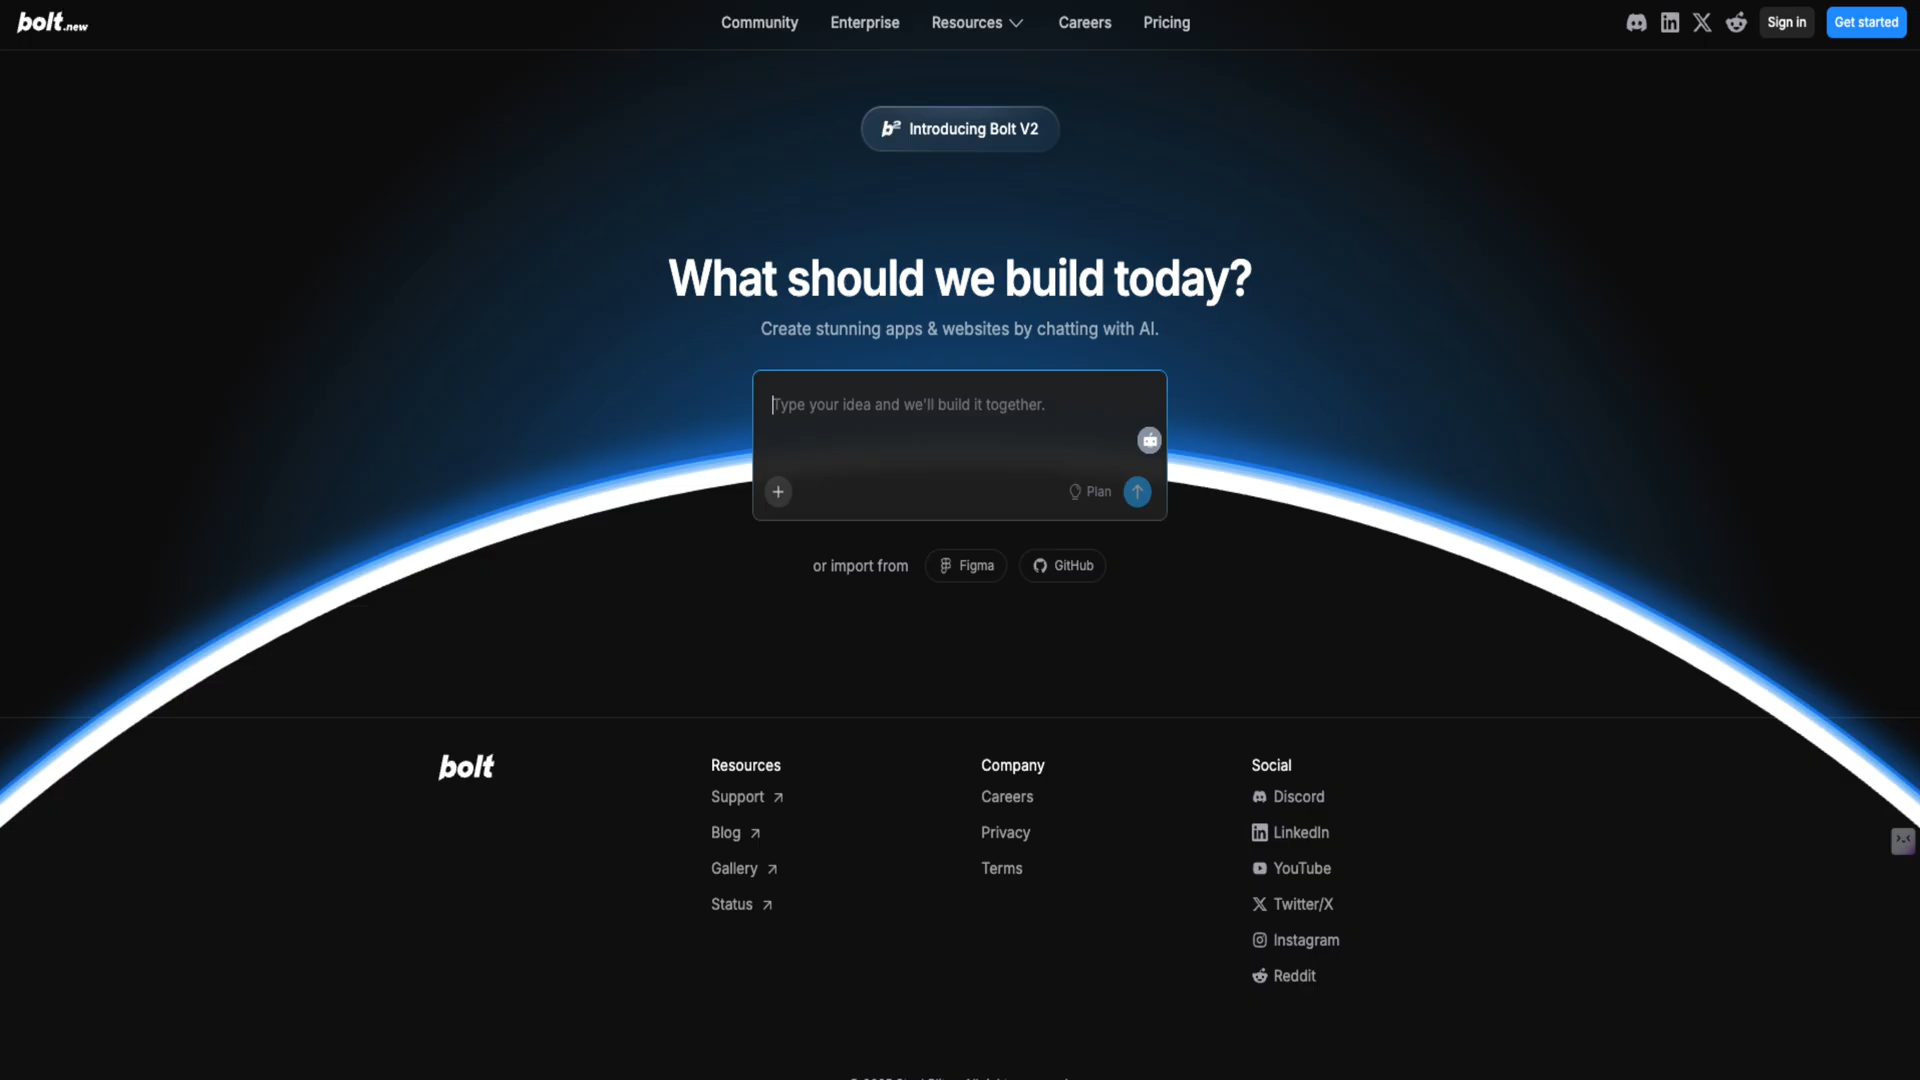 bolt.new
Community Enterprise Resources Careers Pricing
Sign in Get started
b² Introducing Bolt V2
What should we build today?
Create stunning apps & websites by chatting with AI.
Type your idea and we'll build it together.
Plan
or import from Figma GitHub
bolt
Resources
Support
Blog
Gallery
Status
Company
Careers
Privacy
Terms
Social
Discord
LinkedIn
YouTube
Twitter/X
Instagram
Reddit